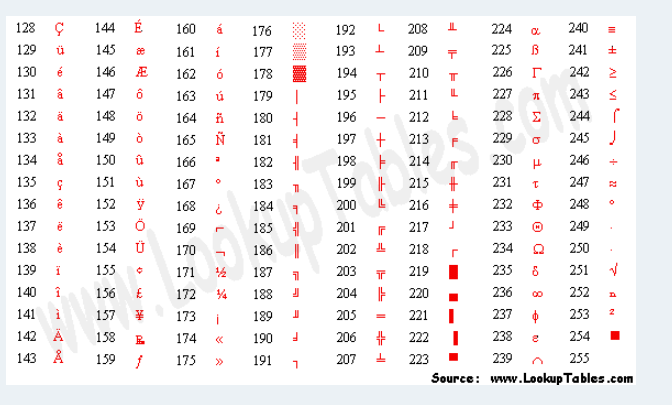 128 Ç 144 É 160 á 176 ░ 192 └ 208 ╨ 224 α 240 ≡
129 ü 145 æ 161 í 177 ▒ 193 ┴ 209 ╤ 225 ß 241 ±
130 é 146 Æ 162 ó 178 ▓ 194 ┬ 210 ╥ 226 Γ 242 ≥
131 â 147 ô 163 ú 179 │ 195 ├ 211 ╙ 227 π 243 ≤
132 ä 148 ö 164 ñ 180 ┤ 196 ─ 212 ╘ 228 Σ 244 ⌠
133 à 149 ò 165 Ñ 181 ╡ 197 ┼ 213 ╒ 229 σ 245 ⌡
134 å 150 û 166 ª 182 ╢ 198 ╞ 214 ╓ 230 µ 246 ÷
135 ç 151 ù 167 º 183 ╖ 199 ╟ 215 ╫ 231 τ 247 ≈
136 ê 152 ÿ 168 ¿ 184 ╕ 200 ╚ 216 ╪ 232 Φ 248 °
137 ë 153 Ö 169 ⌐ 185 ╣ 201 ╔ 217 ┘ 233 Θ 249 ∙
138 è 154 Ü 170 ¬ 186 ║ 202 ╩ 218 ┌ 234 Ω 250 ·
139 ï 155 ¢ 171 ½ 187 ╗ 203 ╦ 219 █ 235 δ 251 √
140 î 156 £ 172 ¼ 188 ╝ 204 ╠ 220 ▄ 236 ∞ 252 ⁿ
141 ì 157 ¥ 173 ¡ 189 ╜ 205 ═ 221 ▌ 237 φ 253 ²
142 Ä 158 ₧ 174 « 190 ╛ 206 ╬ 222 ▐ 238 ε 254 ■
143 Å 159 ƒ 175 » 191 ┐ 207 ╧ 223 ▀ 239 ∩ 255
Source: www.LookupTables.com
www.LookupTables.com